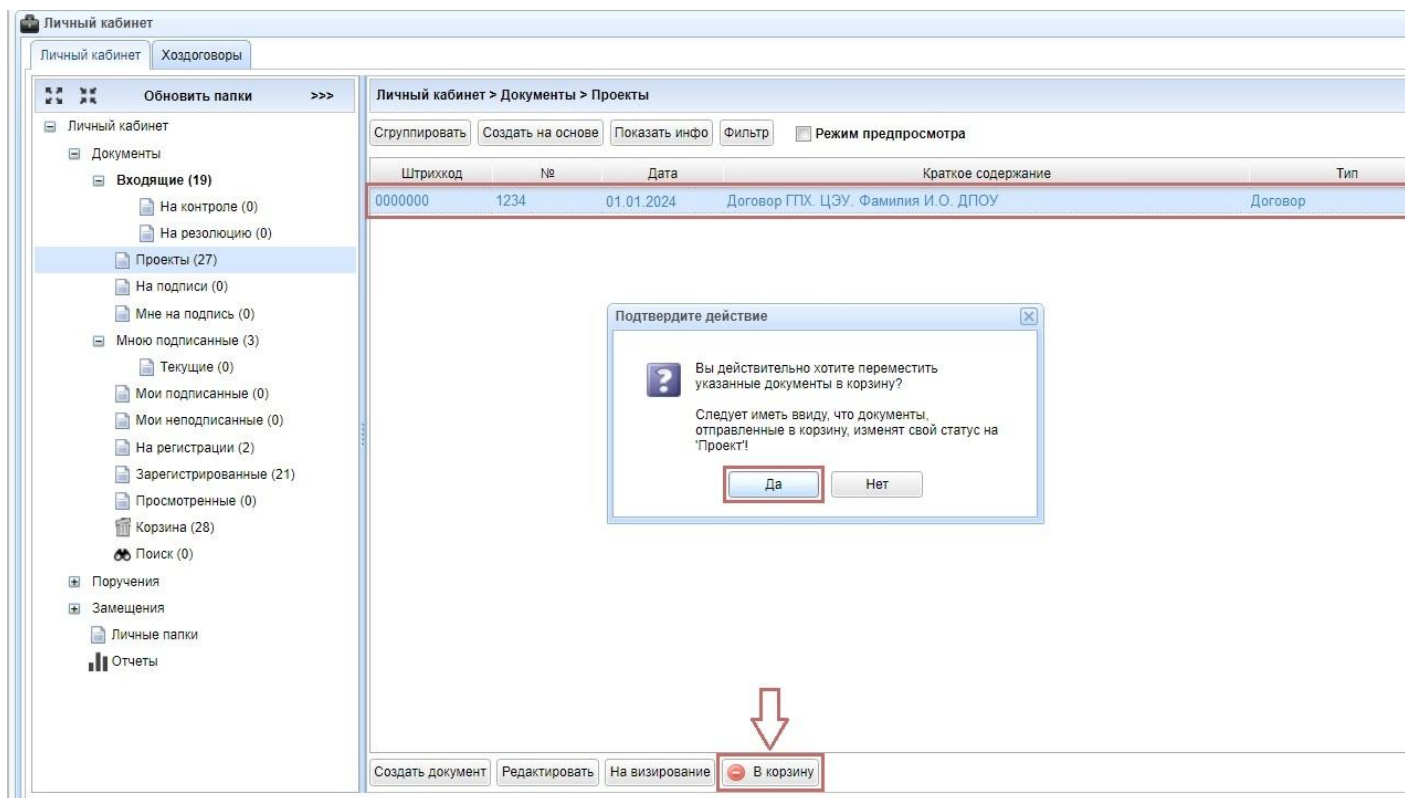 Личный кабинет
Личный кабинет Хоздоговоры
Обновить папки >>>
Личный кабинет
Документы
Входящие (19)
На контроле (0)
На резолюцию (0)
Проекты (27)
На подписи (0)
Мне на подпись (0)
Мною подписанные (3)
Текущие (0)
Мои подписанные (0)
Мои неподписанные (0)
На регистрации (2)
Зарегистрированные (21)
Просмотренные (0)
Корзина (28)
Поиск (0)
Поручения
Замещения
Личные папки
Отчеты
Личный кабинет > Документы > Проекты
Сгруппировать Создать на основе Показать инфо Фильтр Режим предпросмотра
Штрихкод № Дата Краткое содержание Тип
0000000 1234 01.01.2024 Договор ГПХ. ЦЭУ. Фамилия И.О. ДПОУ Договор
Подтвердите действие
Вы действительно хотите переместить
указанные документы в корзину?
Следует иметь ввиду, что документы,
отправленные в корзину, изменят свой статус на
'Проект'!
Да Нет
Создать документ Редактировать На визирование В корзину